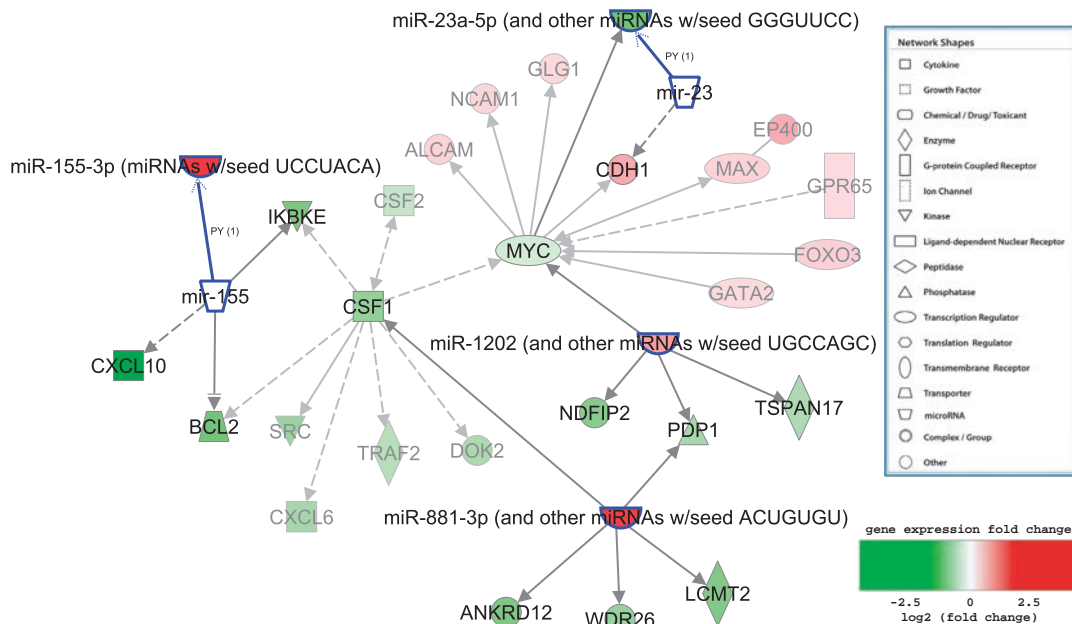 miR-23a-5p (and other miRNAs w/seed GGGUUCC)
PY (1)
mir-23
GLG1
NCAM1
ALCAM
EP400
MAX
CDH1
GPR65
miR-155-3p (miRNAs w/seed UCCUACA)
PY (1)
IKBKE
CSF2
MYC
FOXO3
GATA2
mir-155
CSF1
CXCL10
BCL2
SRC
TRAF2
DOK2
CXCL6
miR-1202 (and other miRNAs w/seed UGCCAGC)
NDFIP2
PDP1
TSPAN17
miR-881-3p (and other miRNAs w/seed ACUGUGU)
ANKRD12
WDR26
LCMT2
Network Shapes
Cytokine
Growth Factor
Chemical / Drug/ Toxicant
Enzyme
G-protein Coupled Receptor
Ion Channel
Kinase
Ligand-dependent Nuclear Receptor
Peptidase
Phosphatase
Transcription Regulator
Translation Regulator
Transmembrane Receptor
Transporter
microRNA
Complex / Group
Other
gene expression fold change
-2.5 0 2.5
log2 (fold change)